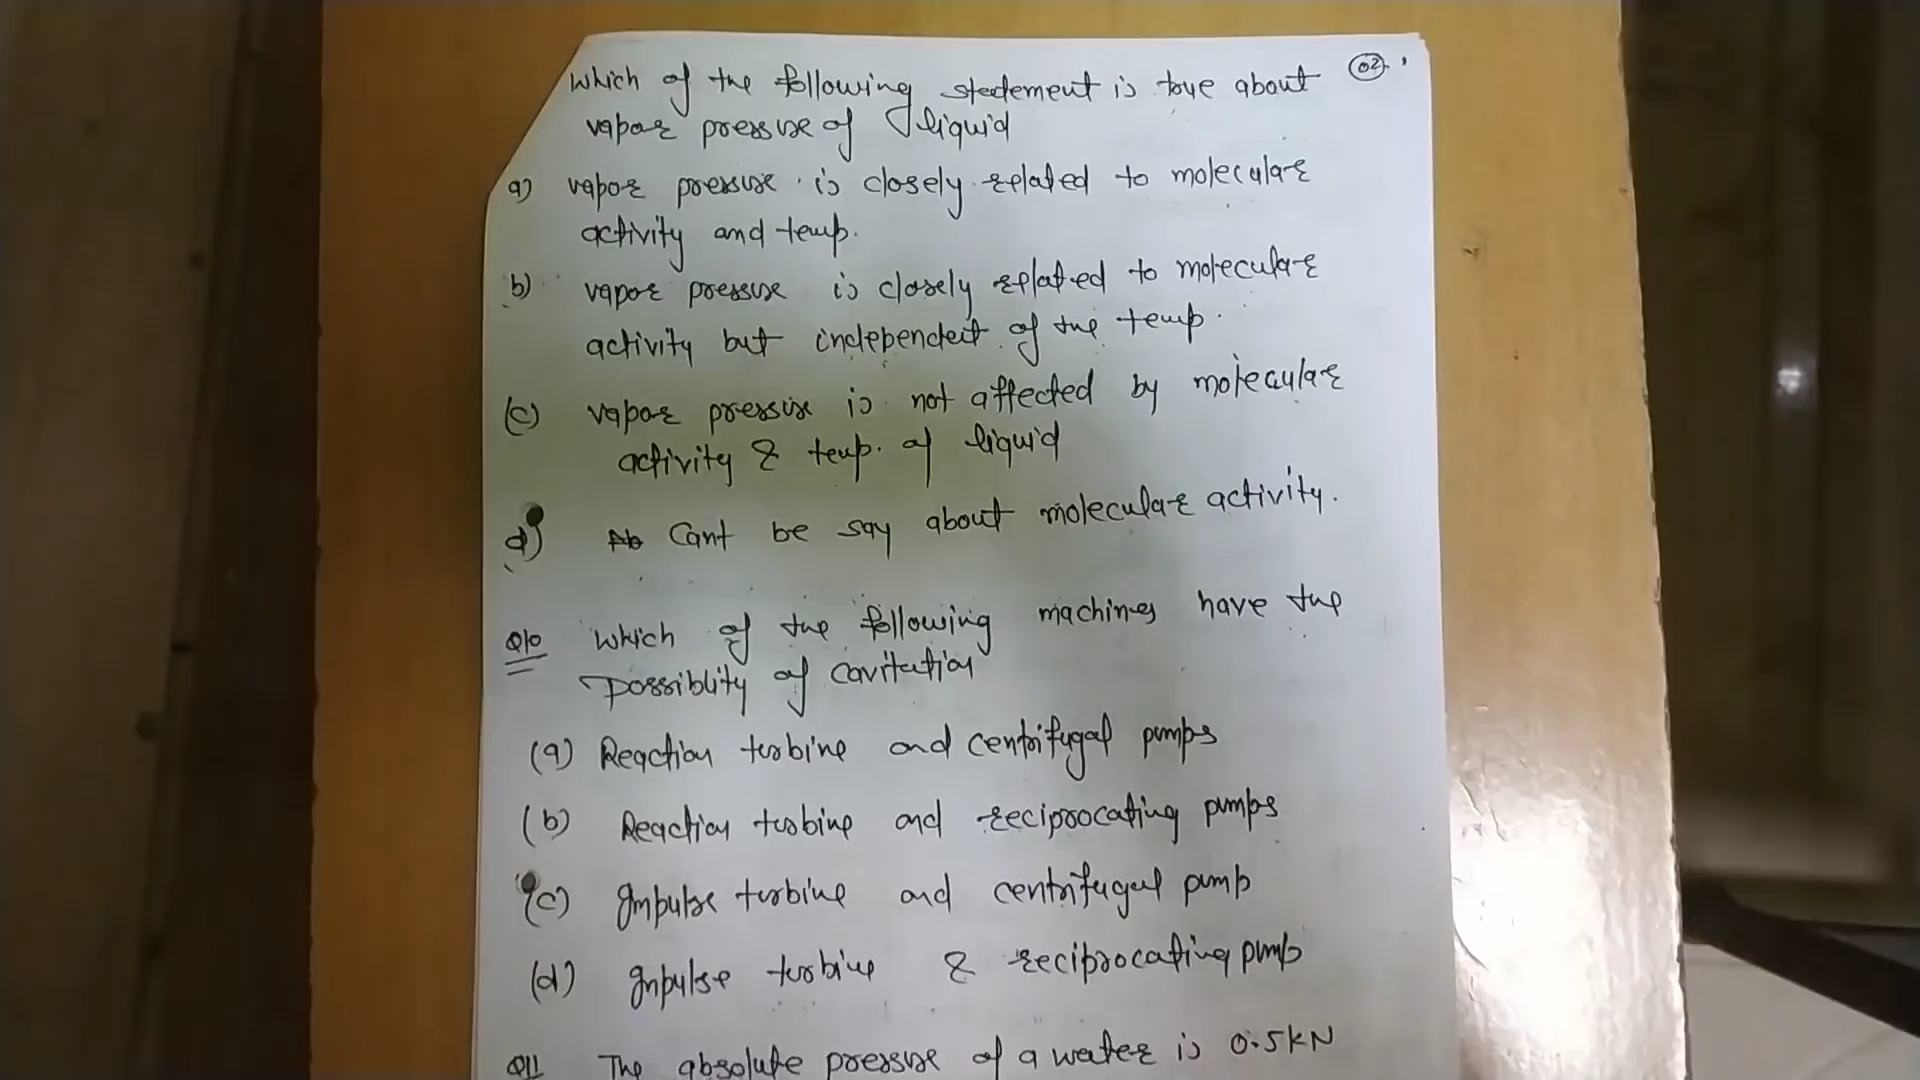 02.
Which of the following statement is true about
vapor pressure of liquid
a) vapor pressure is closely related to molecular
activity and temp.
b) vapor pressure is closely related to molecular
activity but independent of the temp.
(c) vapor pressure is not affected by molecular
activity & temp. of liquid
d) Cant be say about molecular activity.
Q10 Which of the following machines have the
possiblity of cavitation
(a) Reaction turbine and centrifugal pumps
(b) Reaction turbine and reciprocating pumps
(c) Impulse turbine and centrifugal pump
(d) Impulse turbine & reciprocating pump
Q11 The absolute pressure of a water is 0.5kN